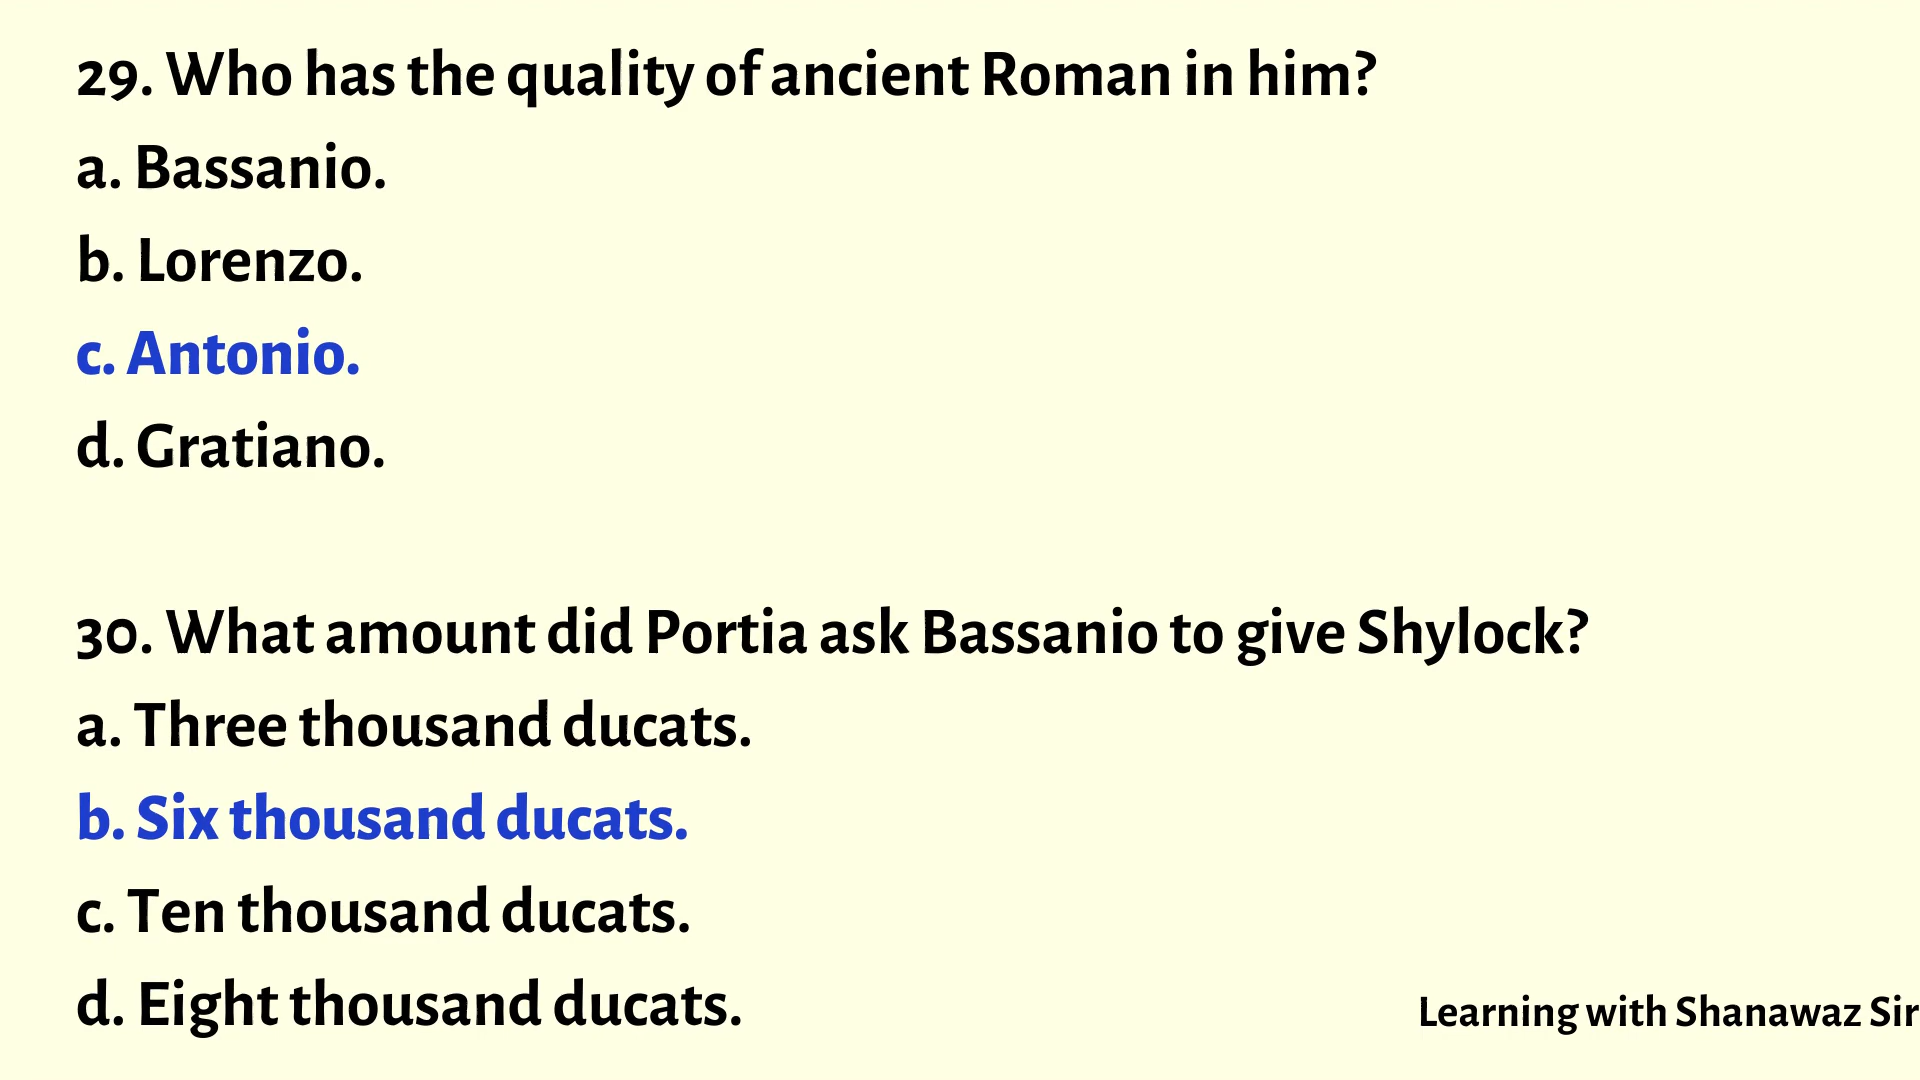 29. Who has the quality of ancient Roman in him?
a. Bassanio.
b. Lorenzo.
c. Antonio.
d. Gratiano.
30. What amount did Portia ask Bassanio to give Shylock?
a. Three thousand ducats.
b. Six thousand ducats.
c. Ten thousand ducats.
d. Eight thousand ducats.
Learning with Shanawaz Sir